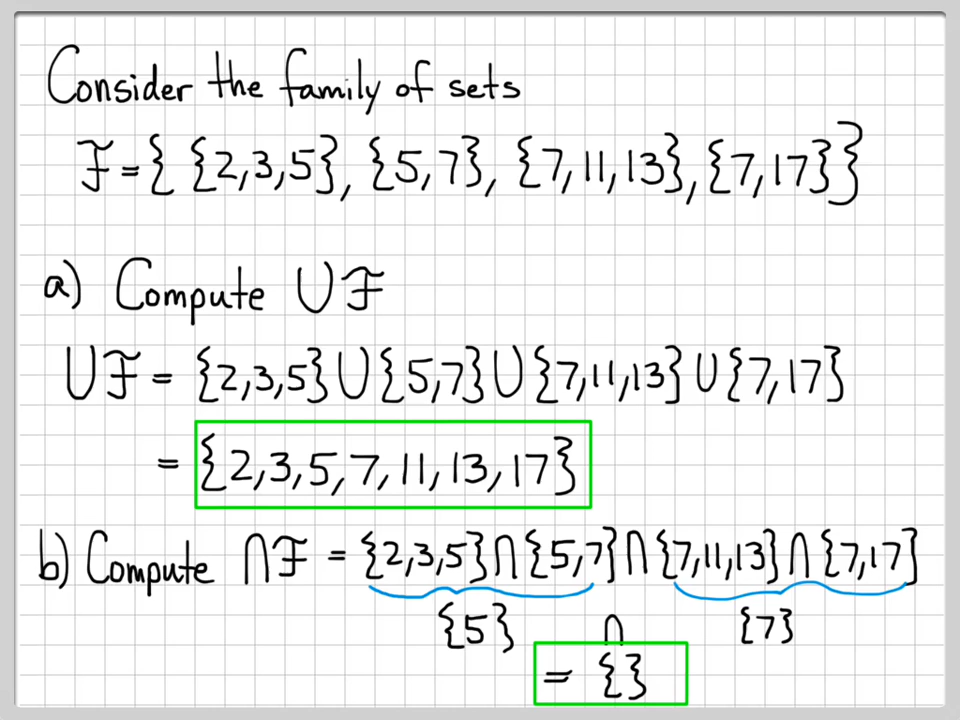 Consider the family of sets
ℱ = { {2,3,5}, {5,7}, {7,11,13}, {7,17}}
a) Compute ∪ℱ
∪ℱ = {2,3,5}∪{5,7}∪{7,11,13}∪{7,17}
= {2,3,5,7,11,13,17}
b) Compute ∩ℱ = {2,3,5}∩{5,7}∩{7,11,13}∩{7,17}
{5} ∩ {7}
= {}